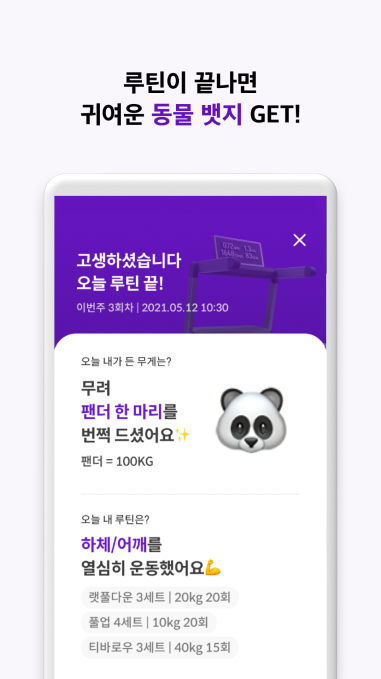 루틴이 끝나면
귀여운 동물 뱃지 GET!
고생하셨습니다
오늘 루틴 끝!
이번주 3회차 | 2021.05.12 10:30
오늘 내가 든 무게는?
무려
팬더 한 마리를
번쩍 드셨어요✨
팬더 = 100KG
오늘 내 루틴은?
하체/어깨를
열심히 운동했어요💪
랫풀다운 3세트 | 20kg 20회
풀업 4세트 | 10kg 20회
티바로우 3세트 | 40kg 15회